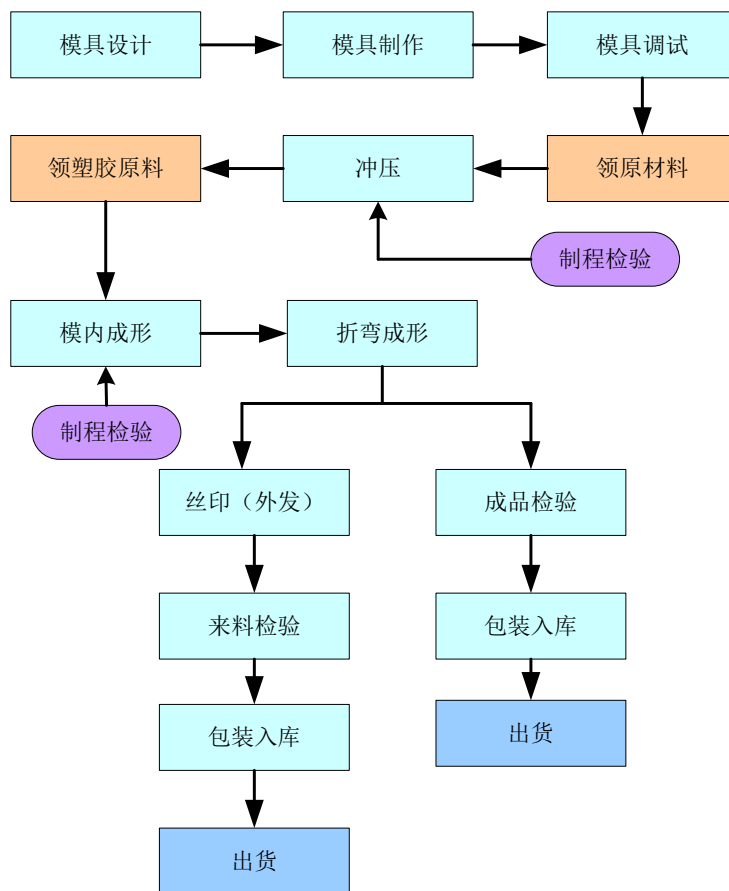 模具设计
模具制作
模具调试
领塑胶原料
冲压
领原材料
制程检验
模内成形
折弯成形
制程检验
丝印（外发）
成品检验
来料检验
包装入库
包装入库
出货
出货